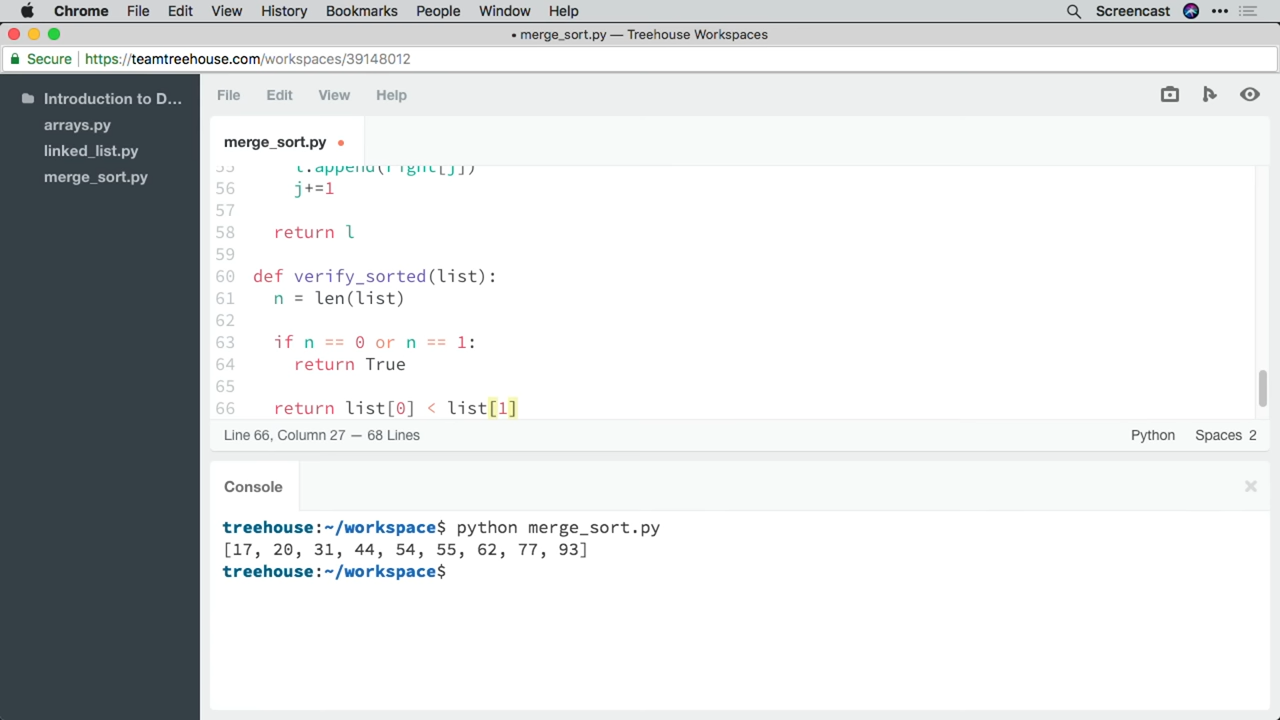 Chrome File Edit View History Bookmarks People Window Help Screencast
• merge_sort.py — Treehouse Workspaces
Secure https://teamtreehouse.com/workspaces/39148012
Introduction to D...
arrays.py
linked_list.py
merge_sort.py
File Edit View Help
merge_sort.py •
55 l.append(right[j])
56 j+=1
57
58 return l
59
60 def verify_sorted(list):
61 n = len(list)
62
63 if n == 0 or n == 1:
64 return True
65
66 return list[0] < list[1]
Line 66, Column 27 — 68 Lines Python Spaces 2
Console
treehouse:~/workspace$ python merge_sort.py
[17, 20, 31, 44, 54, 55, 62, 77, 93]
treehouse:~/workspace$